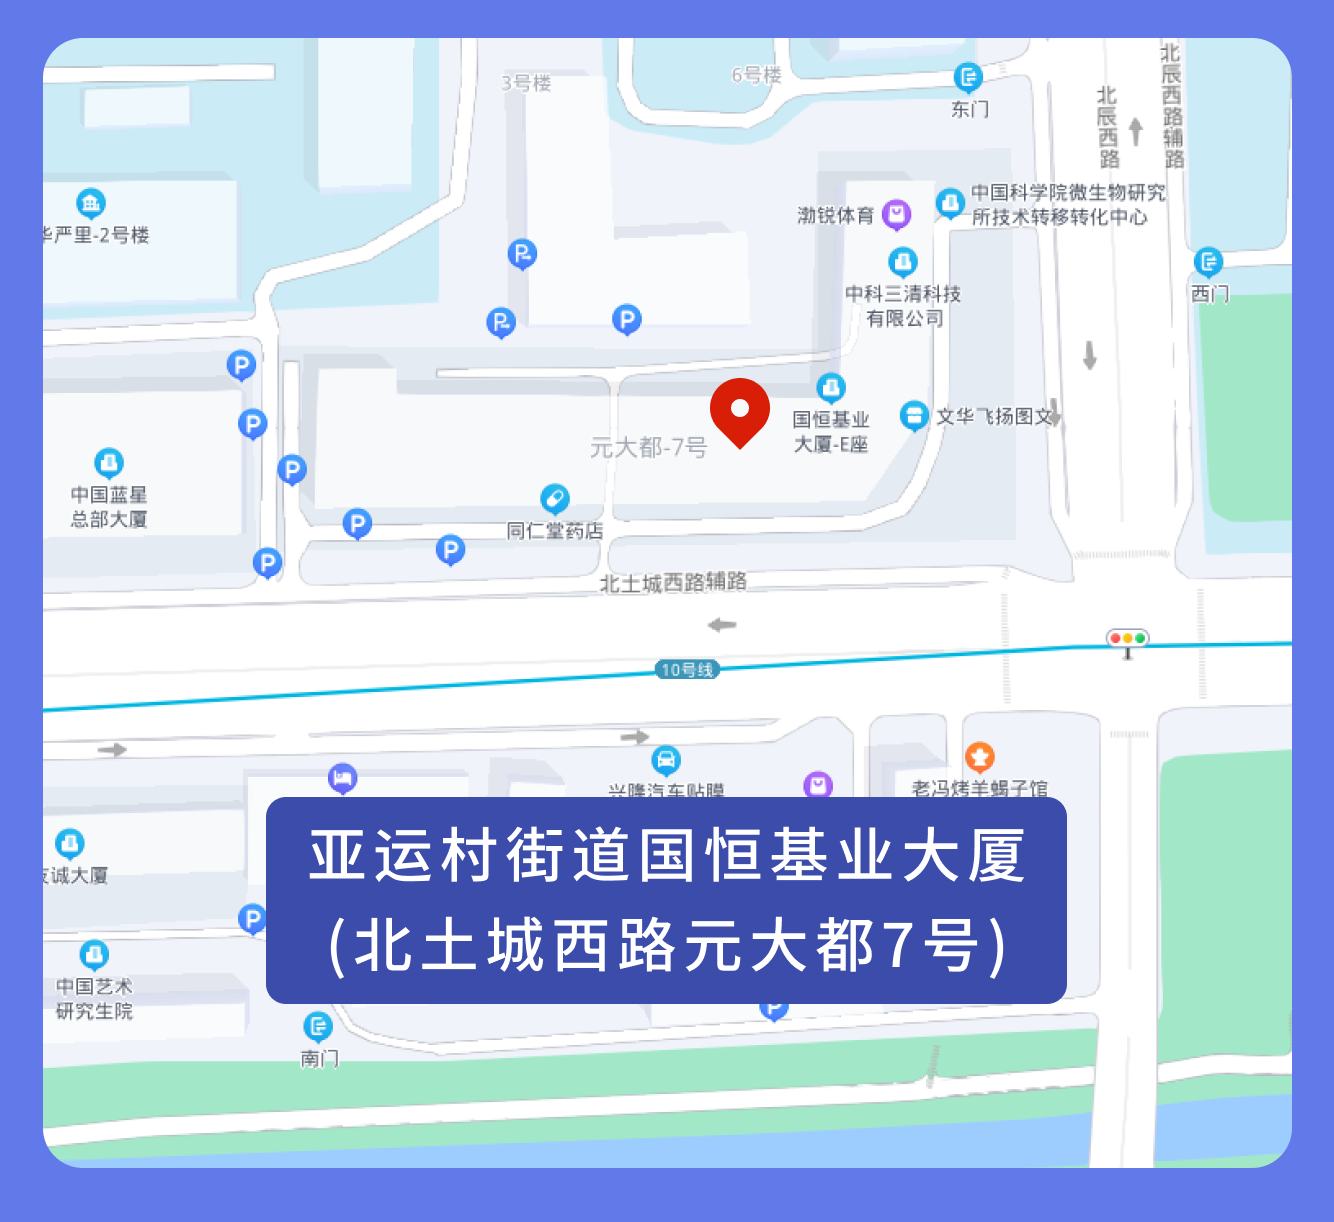 3号楼
6号楼
东门
北辰西路
北辰西路辅路
中国科学院微生物研究
所技术转移转化中心
渤锐体育
华严里-2号楼
中科三清科技
有限公司
西门
国恒基业
大厦-E座
文华飞扬图文
元大都-7号
中国蓝星
总部大厦
同仁堂药店
北土城西路辅路
10号线
兴隆汽车贴膜
老冯烤羊蝎子馆
亚运村街道国恒基业大厦
(北土城西路元大都7号)
友诚大厦
中国艺术
研究生院
南门